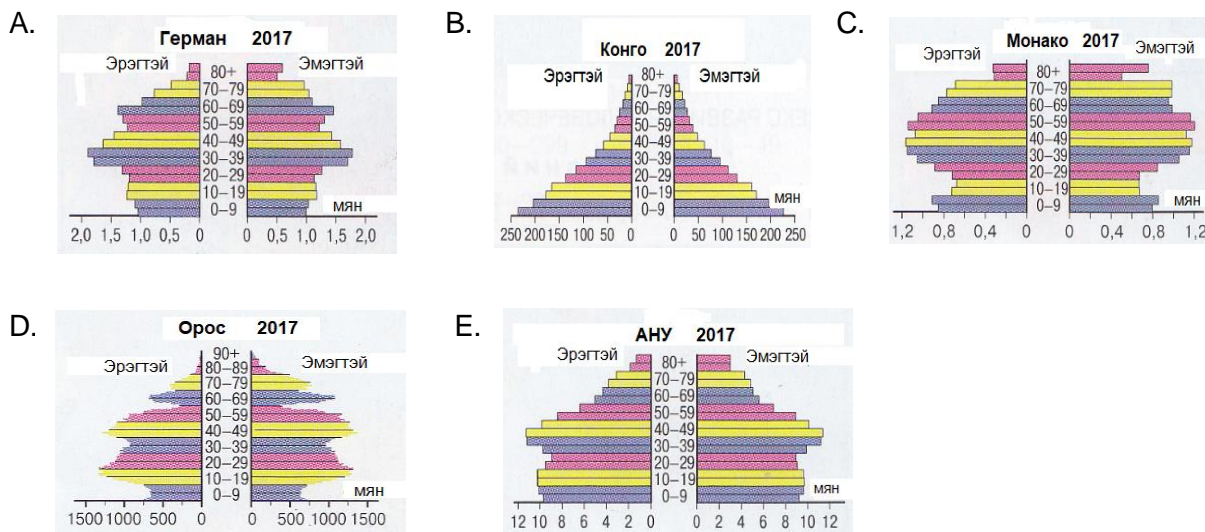 A.
Герман 2017
Эрэгтэй
Эмэгтэй
80+
70–79
60–69
50–59
40–49
30–39
20–29
10–19
0–9
мян
2,0 1,5 1,0 0,5 0
0 0,5 1,0 1,5 2,0
B.
Конго 2017
Эрэгтэй
Эмэгтэй
80+
70–79
60–69
50–59
40–49
30–39
20–29
10–19
0–9
мян
250 200 150 100 50 0
0 50 100 150 200 250
C.
Монако 2017
Эрэгтэй
Эмэгтэй
80+
70–79
60–69
50–59
40–49
30–39
20–29
10–19
0–9
мян
1,2 0,8 0,4 0
0 0,4 0,8 1,2
D.
Орос 2017
Эрэгтэй
Эмэгтэй
90+
80–89
70–79
60–69
50–59
40–49
30–39
20–29
10–19
0–9
мян
1500 1000 500 0
0 500 1000 1500
E.
АНУ 2017
Эрэгтэй
Эмэгтэй
80+
70–79
60–69
50–59
40–49
30–39
20–29
10–19
0–9
мян
12 10 8 6 4 2 0
0 2 4 6 8 10 12